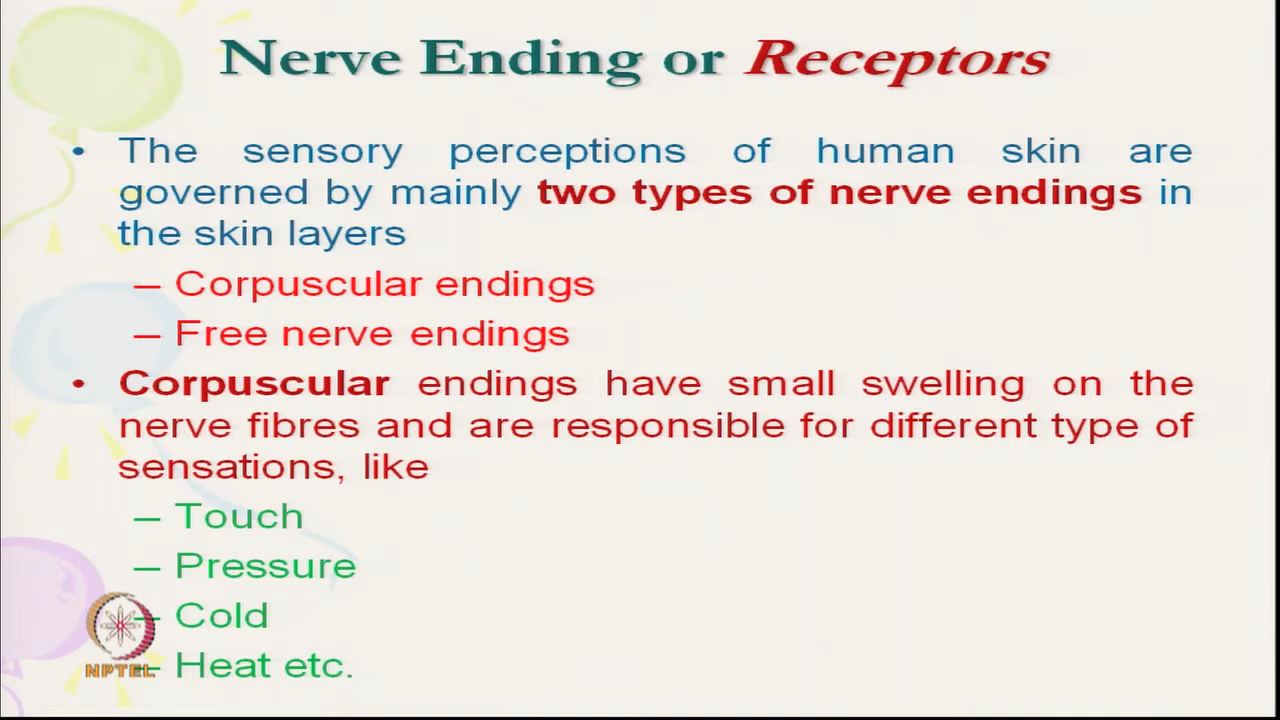 Nerve Ending or Receptors
• The sensory perceptions of human skin are
governed by mainly two types of nerve endings in
the skin layers
– Corpuscular endings
– Free nerve endings
• Corpuscular endings have small swelling on the
nerve fibres and are responsible for different type of
sensations, like
– Touch
– Pressure
– Cold
– Heat etc.
NPTEL